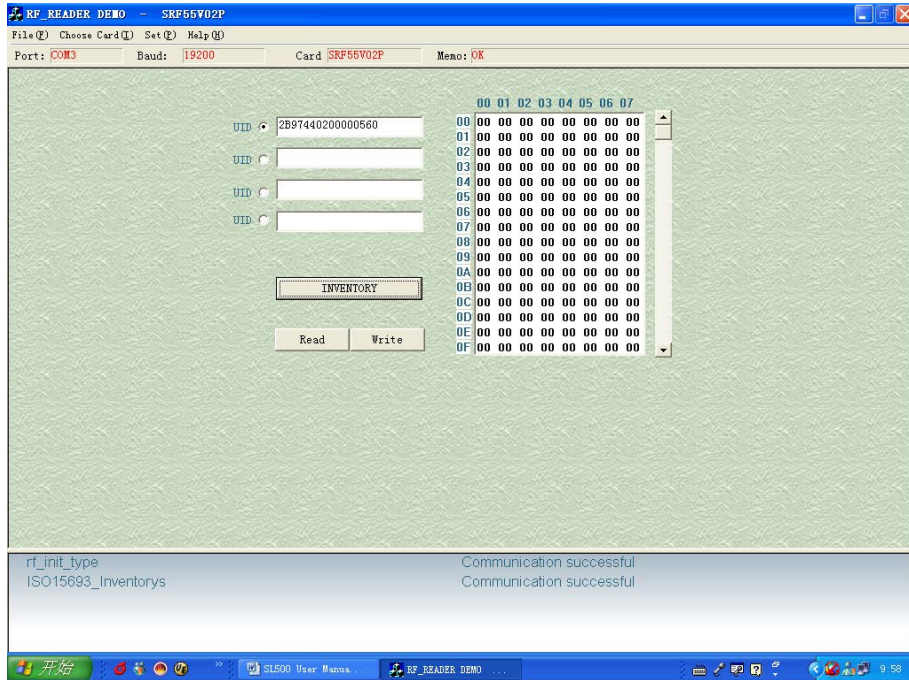 RF_READER DEMO - SRF55V02P
File(F) Choose Card(I) Set(P) Help(H)
Port: COM3 Baud: 19200 Card SRF55V02P Memo: OK
00 01 02 03 04 05 06 07
UID 2B97440200000560
UID
UID
UID
00 00 00 00 00 00 00 00 00
01 00 00 00 00 00 00 00 00
02 00 00 00 00 00 00 00 00
03 00 00 00 00 00 00 00 00
04 00 00 00 00 00 00 00 00
05 00 00 00 00 00 00 00 00
06 00 00 00 00 00 00 00 00
07 00 00 00 00 00 00 00 00
08 00 00 00 00 00 00 00 00
09 00 00 00 00 00 00 00 00
0A 00 00 00 00 00 00 00 00
0B 00 00 00 00 00 00 00 00
0C 00 00 00 00 00 00 00 00
0D 00 00 00 00 00 00 00 00
0E 00 00 00 00 00 00 00 00
0F 00 00 00 00 00 00 00 00
INVENTORY
Read Write
rf_init_type Communication successful
ISO15693_Inventorys Communication successful
开始 SL500 User Manua... RF_READER DEMO ... 9:58